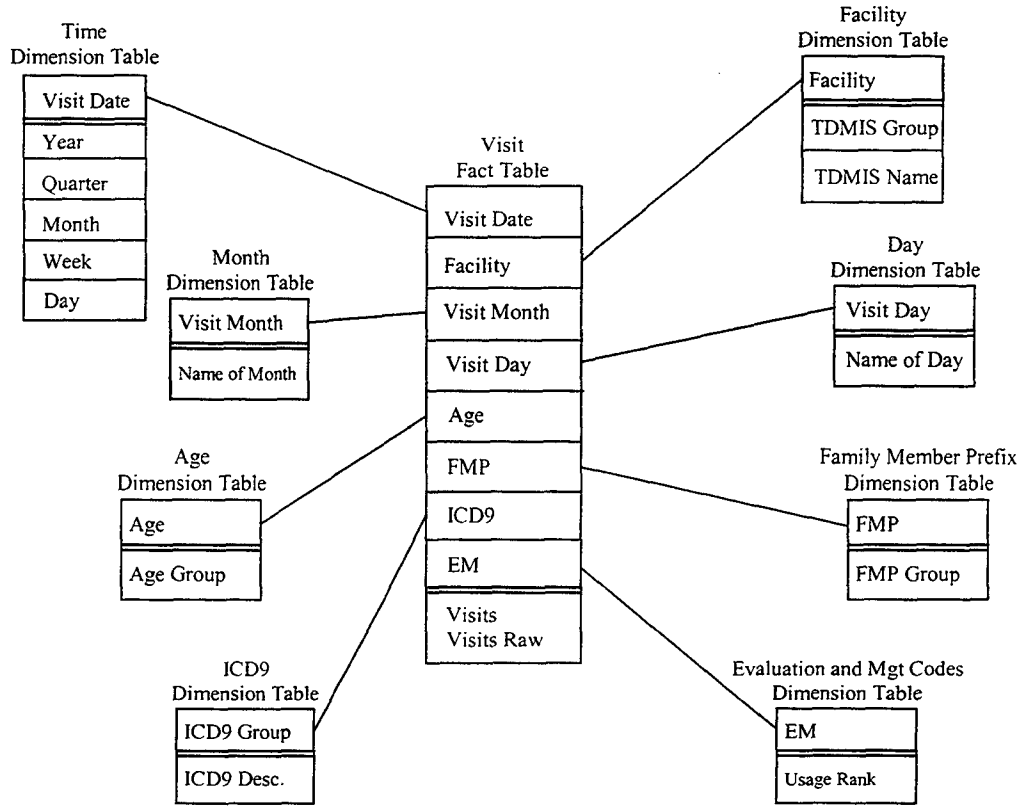 Time
Dimension Table
Visit Date
Year
Quarter
Month
Week
Day
Facility
Dimension Table
Facility
TDMIS Group
TDMIS Name
Visit
Fact Table
Visit Date
Facility
Visit Month
Visit Day
Age
FMP
ICD9
EM
Visits
Visits Raw
Month
Dimension Table
Visit Month
Name of Month
Day
Dimension Table
Visit Day
Name of Day
Age
Dimension Table
Age
Age Group
Family Member Prefix
Dimension Table
FMP
FMP Group
ICD9
Dimension Table
ICD9 Group
ICD9 Desc.
Evaluation and Mgt Codes
Dimension Table
EM
Usage Rank